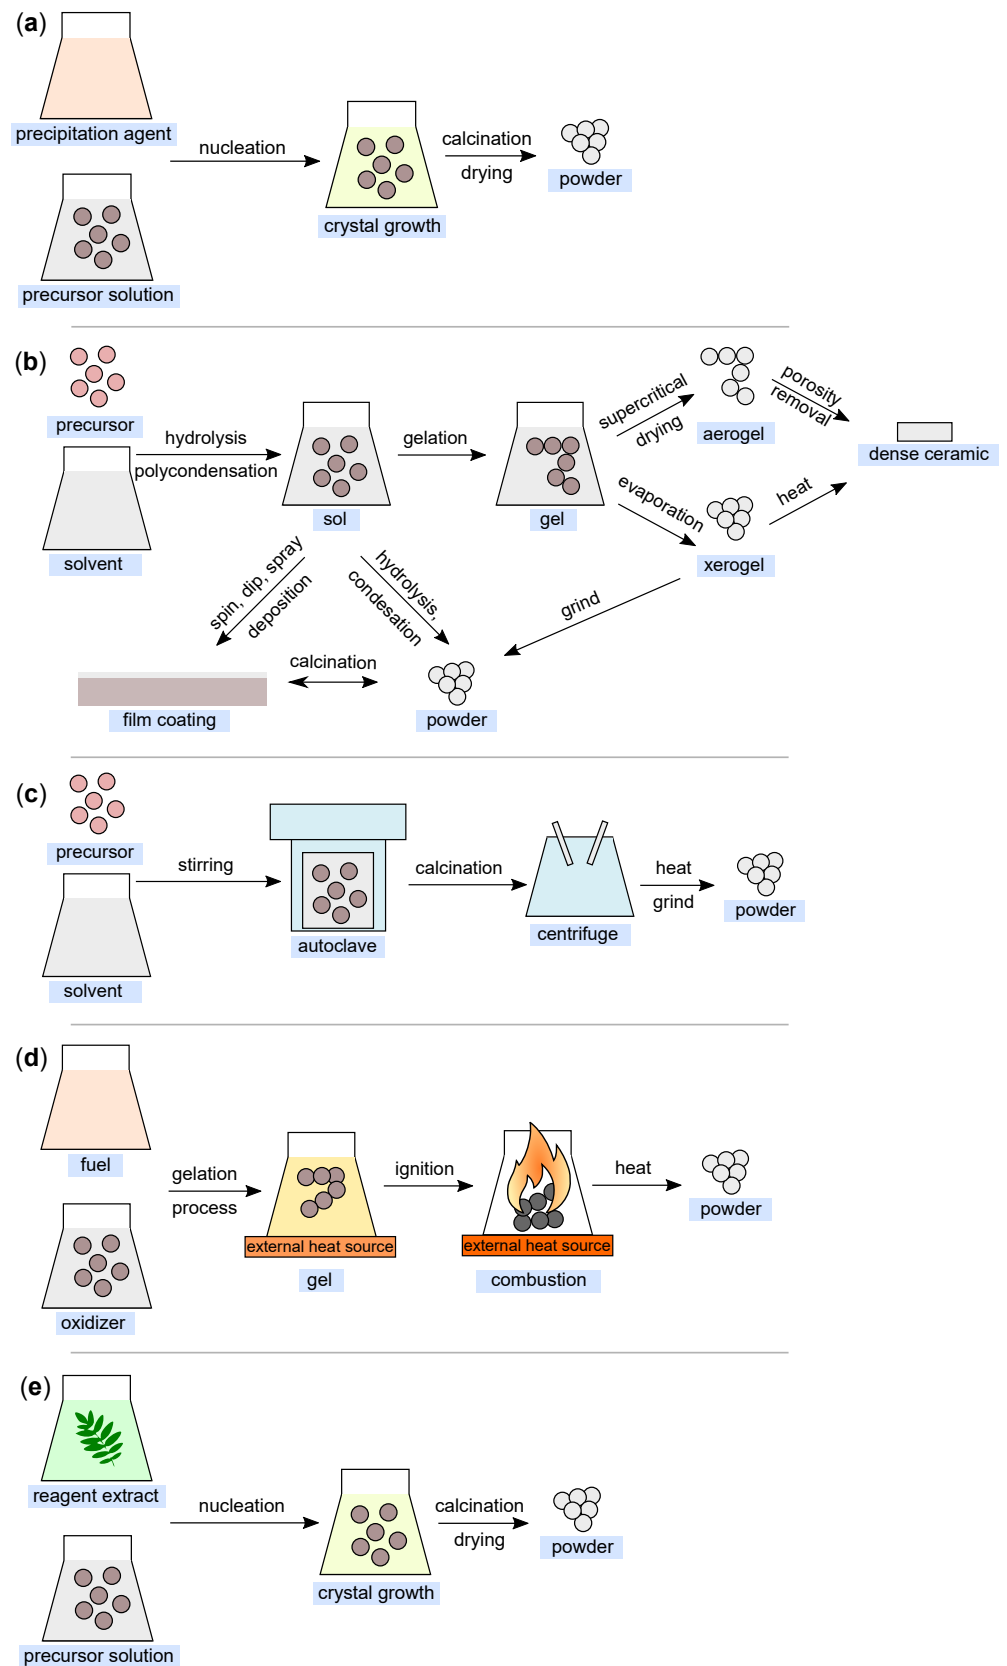 (a)
precipitation agent
nucleation
calcination
drying
powder
crystal growth
precursor solution
(b)
precursor
hydrolysis
polycondensation
solvent
sol
gelation
gel
supercritical
drying
aerogel
porosity
removal
dense ceramic
evaporation
xerogel
heat
grind
spin, dip, spray
deposition
hydrolysis,
condesation
calcination
film coating
powder
(c)
precursor
stirring
solvent
autoclave
calcination
centrifuge
heat
grind
powder
(d)
fuel
gelation
process
oxidizer
external heat source
gel
ignition
external heat source
combustion
heat
powder
(e)
reagent extract
nucleation
calcination
drying
powder
crystal growth
precursor solution